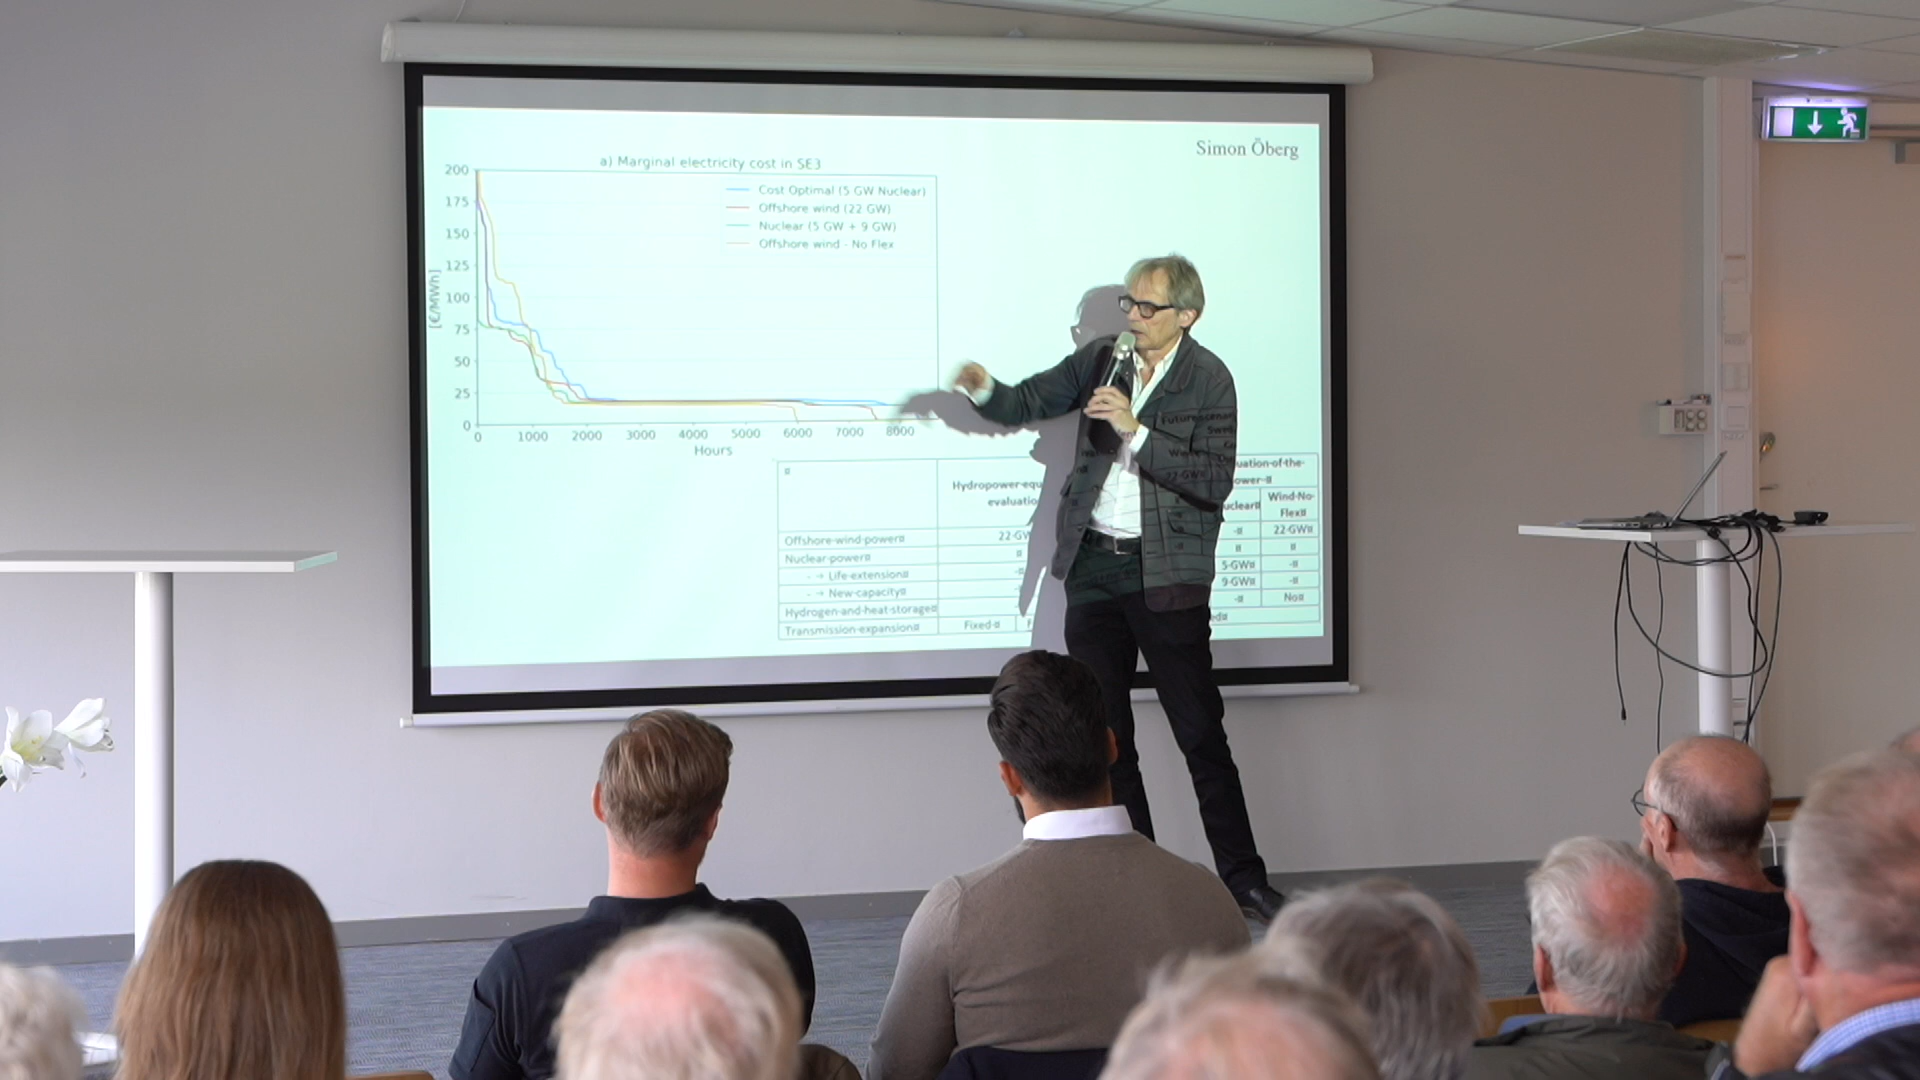 Simon Öberg
a) Marginal electricity cost in SE3
Cost Optimal (5 GW Nuclear)
Offshore wind (22 GW)
Nuclear (5 GW + 9 GW)
Offshore wind - No Flex
200
175
150
125
100
75
50
25
0
[€/MWh]
0 1000 2000 3000 4000 5000 6000 7000 8000
Hours
Hydropower
evaluation
Wind-No-
Flex¤
Offshore-wind-power¤ 22-GW 22-GW¤
Nuclear-power¤
- → Life-extension¤ 5-GW¤ -¤
- → New-capacity¤ 9-GW¤ -¤
Hydrogen-and-heat-storage¤ -¤ No¤
Transmission-expansion¤ Fixed-¤